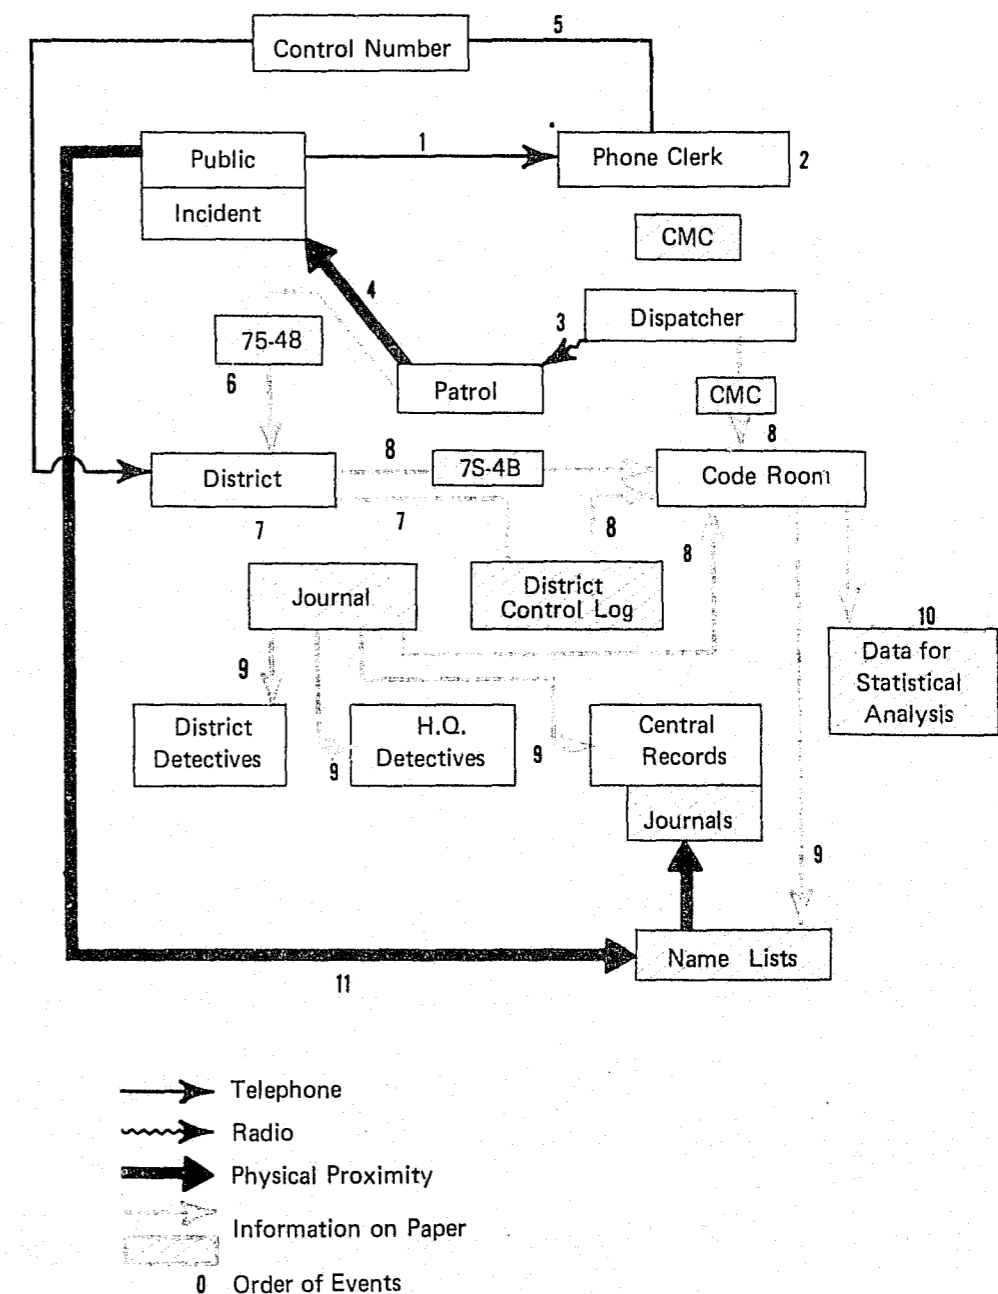 5
Control Number
1
Public
Phone Clerk
2
Incident
CMC
4
3
Dispatcher
75-48
6
Patrol
CMC
8
8
District
7S-4B
Code Room
7
7
8
8
Journal
District
Control Log
10
Data for
Statistical
Analysis
9
District
Detectives
9
H.Q.
Detectives
9
Central
Records
Journals
9
Name Lists
11
Telephone
Radio
Physical Proximity
Information on Paper
0 Order of Events